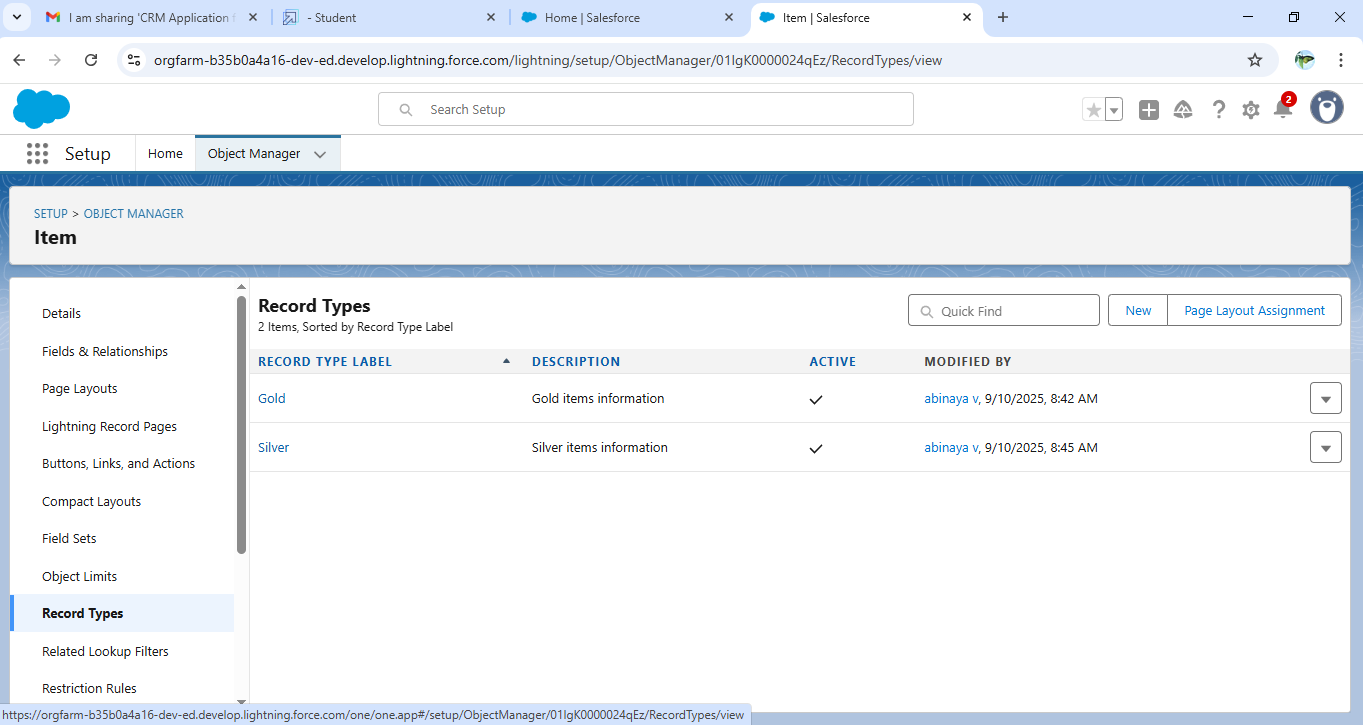 I am sharing 'CRM Application
- Student
Home | Salesforce
Item | Salesforce
orgfarm-b35b0a4a16-dev-ed.develop.lightning.force.com/lightning/setup/ObjectManager/01IgK0000024qEz/RecordTypes/view
Search Setup
2
Setup
Home
Object Manager
SETUP > OBJECT MANAGER
Item
Details
Fields & Relationships
Page Layouts
Lightning Record Pages
Buttons, Links, and Actions
Compact Layouts
Field Sets
Object Limits
Record Types
Related Lookup Filters
Restriction Rules
Record Types
2 Items, Sorted by Record Type Label
Quick Find
New
Page Layout Assignment
RECORD TYPE LABEL DESCRIPTION ACTIVE MODIFIED BY
Gold Gold items information abinaya v, 9/10/2025, 8:42 AM
Silver Silver items information abinaya v, 9/10/2025, 8:45 AM
https://orgfarm-b35b0a4a16-dev-ed.develop.lightning.force.com/one/one.app#/setup/ObjectManager/01IgK0000024qEz/RecordTypes/view